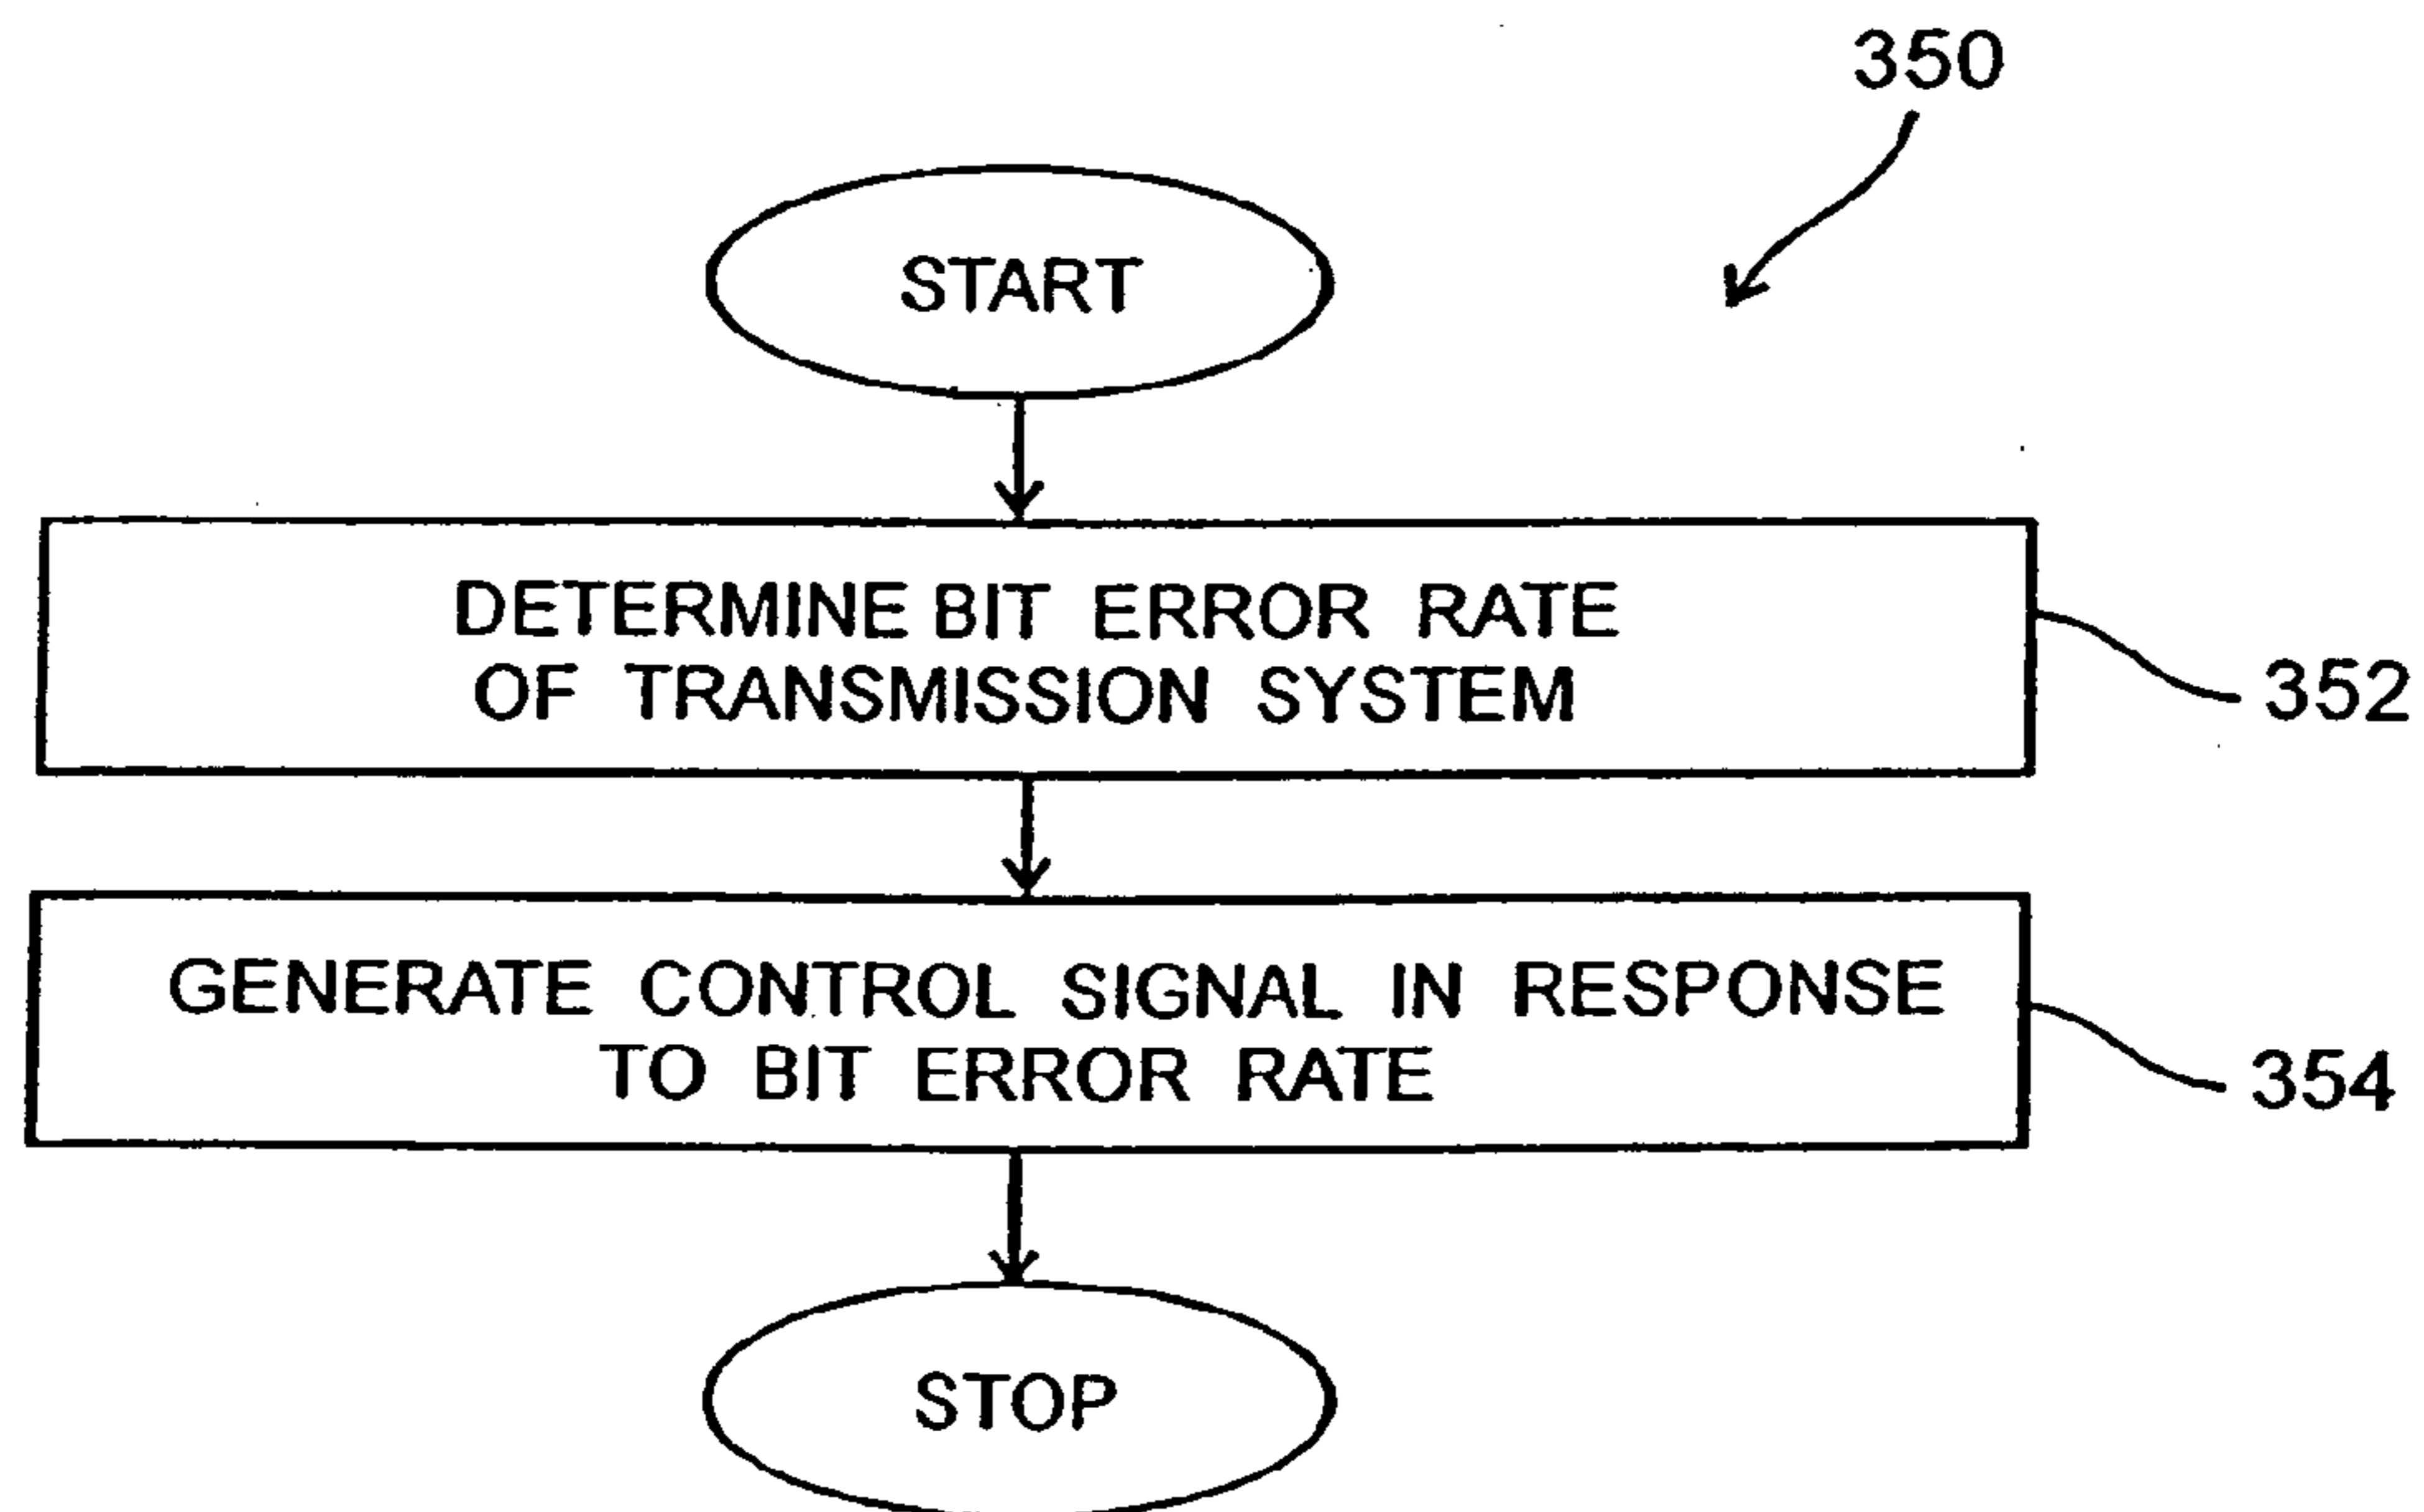 350
START
DETERMINE BIT ERROR RATE
OF TRANSMISSION SYSTEM
352
GENERATE CONTROL SIGNAL IN RESPONSE
TO BIT ERROR RATE
354
STOP